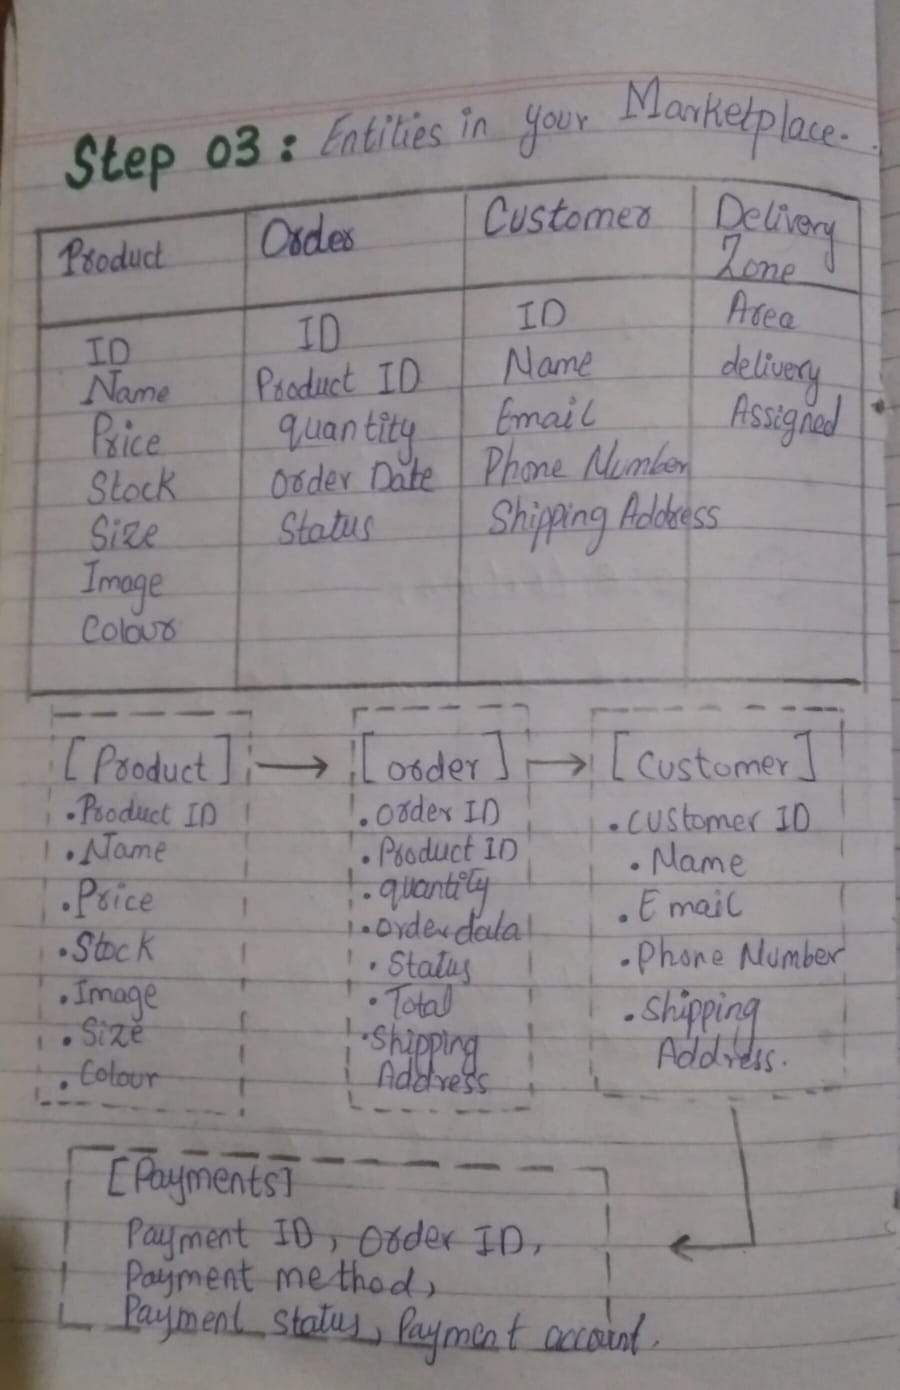 Step 03: Entities in your Marketplace.
Product
Order
Customer
Delivery
Zone
ID
Name
Price
Stock
Size
Image
Colour
ID
Product ID
quantity
order Date
Status
ID
Name
Email
Phone Number
Shipping Address
Area
delivery
Assigned
[Product]
• Product ID
• Name
• Price
• Stock
• Image
• Size
• Colour
[order]
• order ID
• Product ID
• quantity
• order data
• Status
• Total
• Shipping
Address
[Customer]
• customer ID
• Name
• Email
• Phone Number
• Shipping
Address.
[Payments]
Payment ID, Order ID,
Payment method,
Payment status, Payment account.